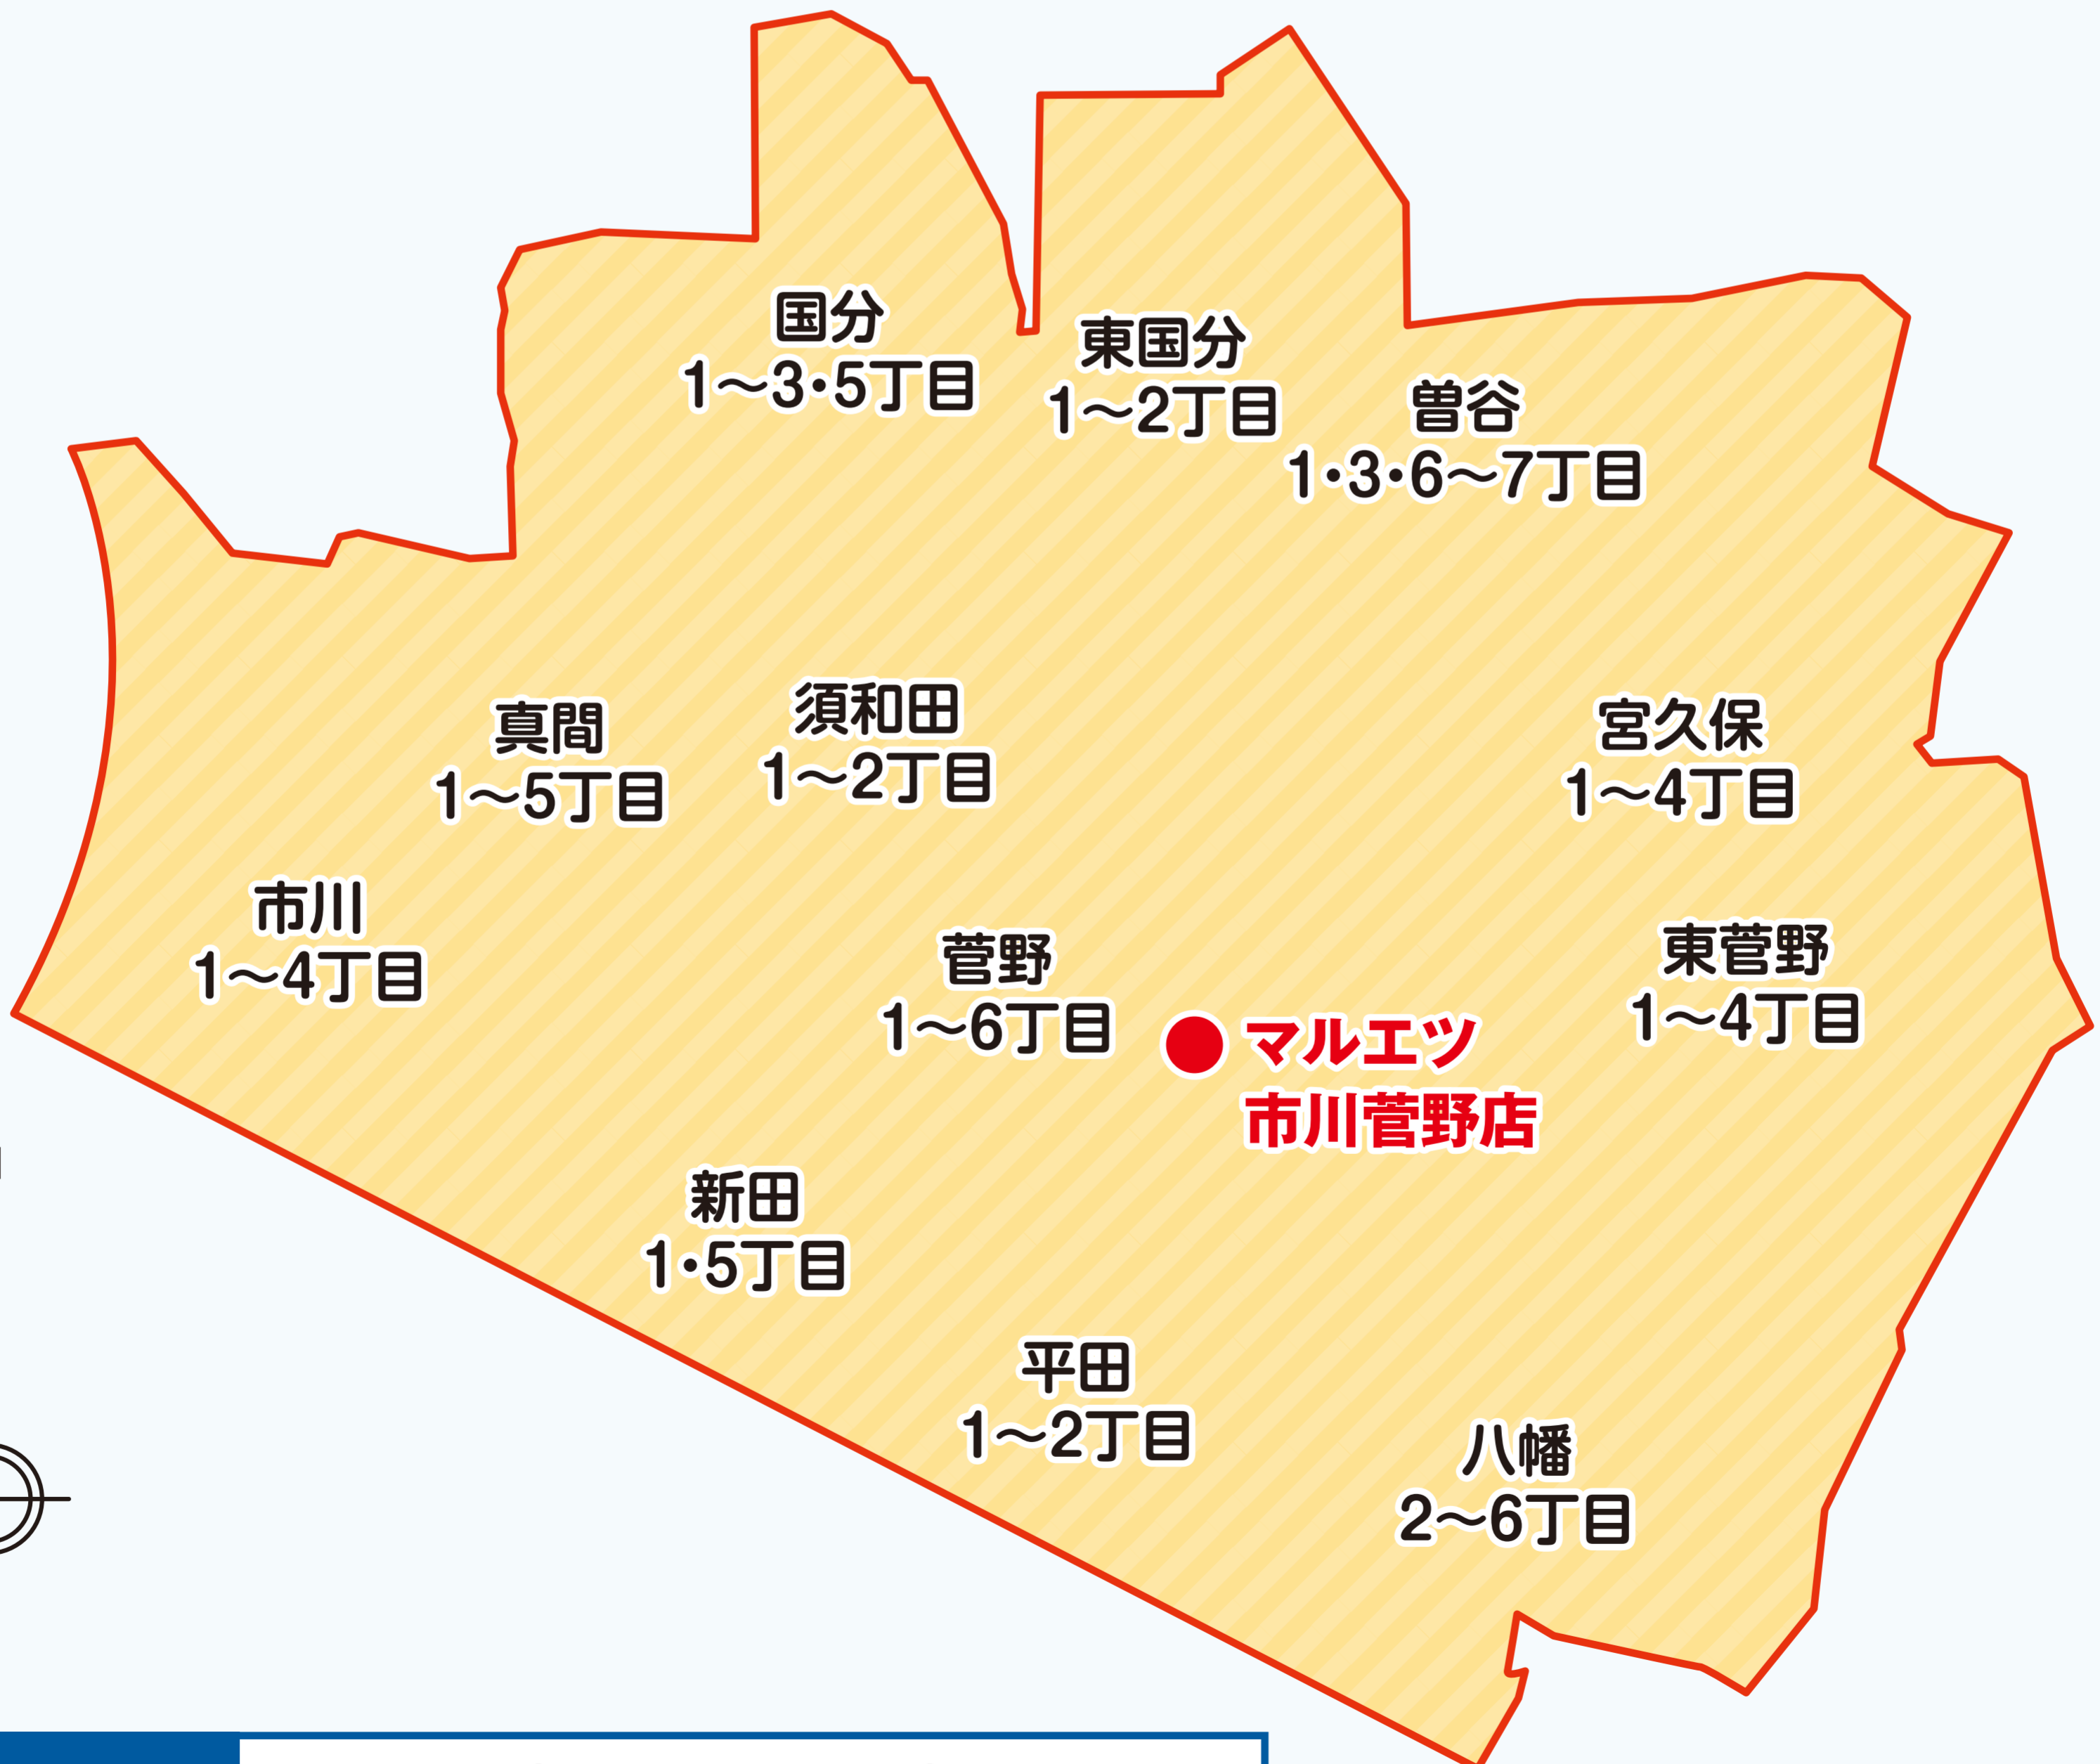 国分
1～3・5丁目
東国分
1～2丁目
曽谷
1・3・6～7丁目
真間
1～5丁目
須和田
1～2丁目
宮久保
1～4丁目
市川
1～4丁目
菅野
1～6丁目
東菅野
1～4丁目
マルエツ
市川菅野店
新田
1・5丁目
平田
1～2丁目
八幡
2～6丁目